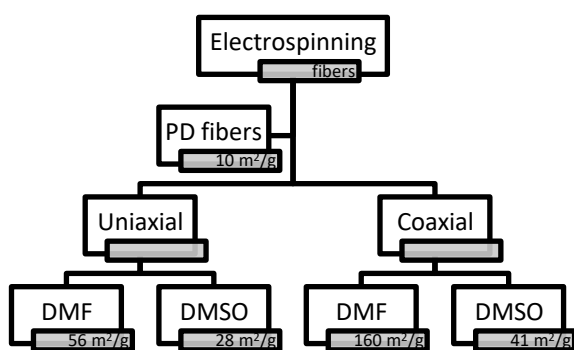 Electrospinning
fibers
PD fibers
10 m²/g
Uniaxial
Coaxial
DMF
56 m²/g
DMSO
28 m²/g
DMF
160 m²/g
DMSO
41 m²/g